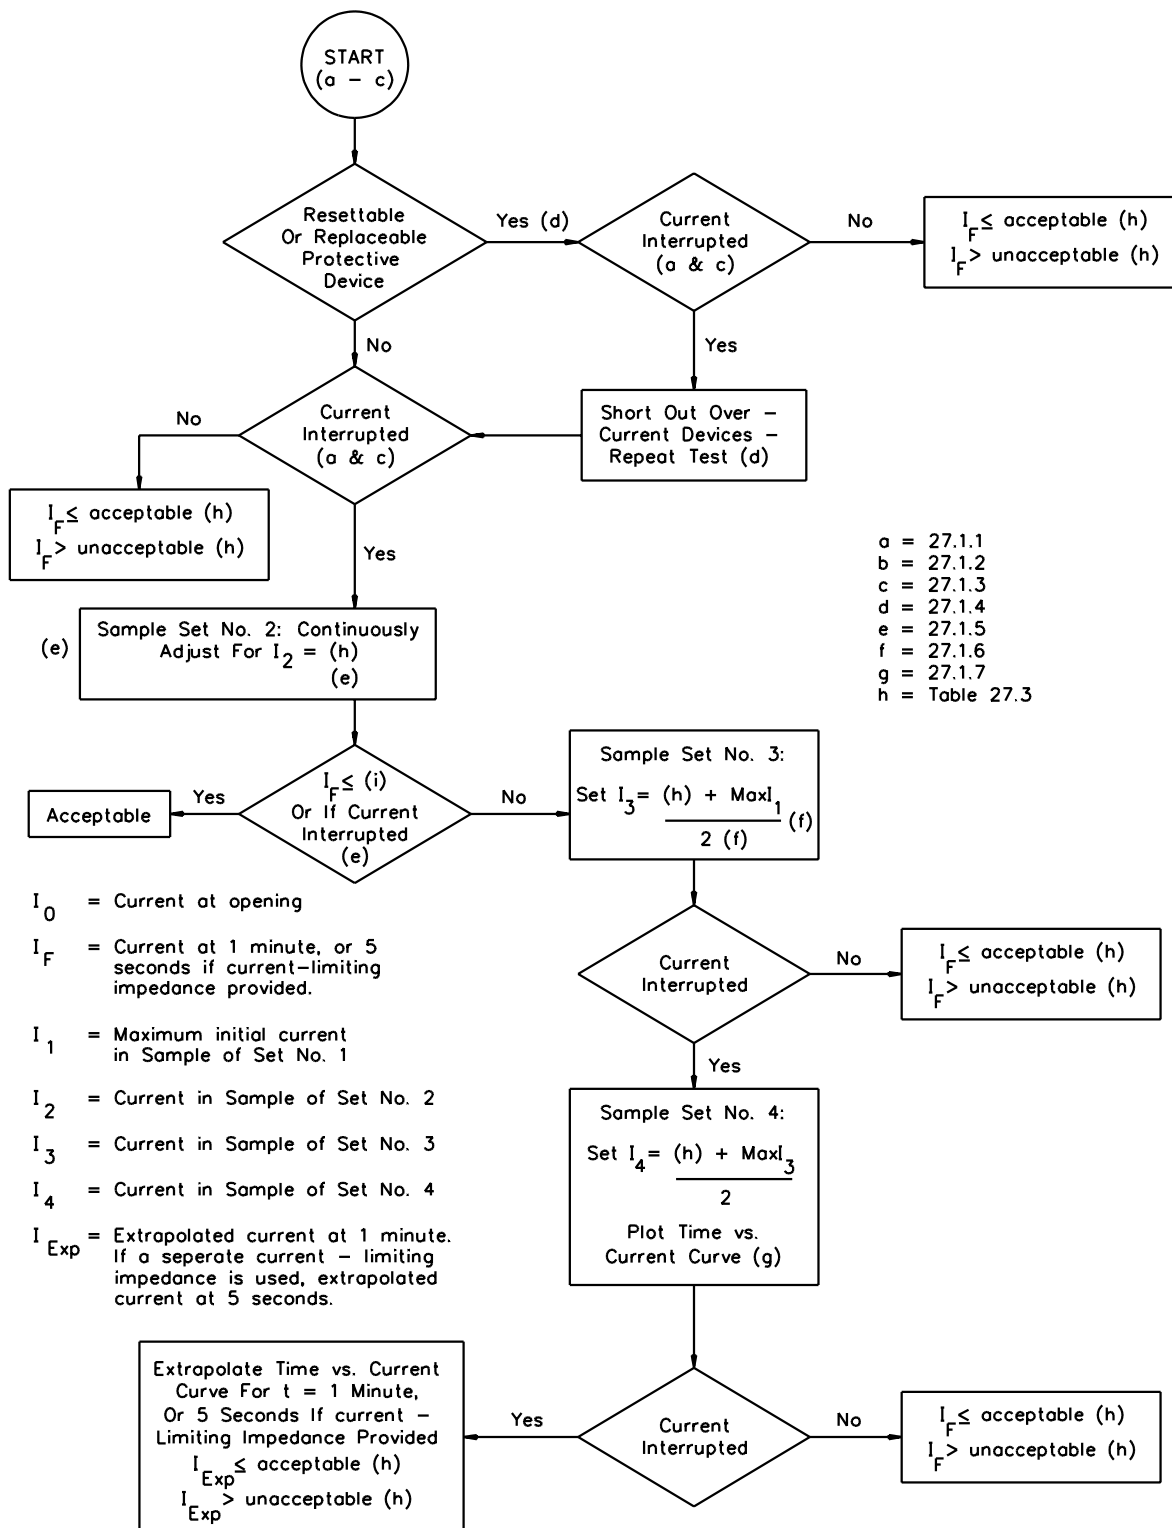 START
(a – c)
Resettable
Or Replaceable
Protective
Device
Yes (d)
Current
Interrupted
(a & c)
No
I_F ≤ acceptable (h)
I_F > unacceptable (h)
No
Yes
Current
Interrupted
(a & c)
No
Short Out Over –
Current Devices –
Repeat Test (d)
I_F ≤ acceptable (h)
I_F > unacceptable (h)
Yes
a = 27.1.1
b = 27.1.2
c = 27.1.3
d = 27.1.4
e = 27.1.5
f = 27.1.6
g = 27.1.7
h = Table 27.3
(e)
Sample Set No. 2: Continuously
Adjust For I_2 = (h)
(e)
I_F ≤ (i)
Or If Current
Interrupted
(e)
Yes
Acceptable
No
Sample Set No. 3:
Set I_3 = (h) + MaxI_1
2 (f)
(f)
I_0 = Current at opening
I_F = Current at 1 minute, or 5
seconds if current–limiting
impedance provided.
I_1 = Maximum initial current
in Sample of Set No. 1
I_2 = Current in Sample of Set No. 2
I_3 = Current in Sample of Set No. 3
I_4 = Current in Sample of Set No. 4
I_Exp = Extrapolated current at 1 minute.
If a seperate current – limiting
impedance is used, extrapolated
current at 5 seconds.
Current
Interrupted
No
I_F ≤ acceptable (h)
I_F > unacceptable (h)
Yes
Sample Set No. 4:
Set I_4 = (h) + MaxI_3
2
Plot Time vs.
Current Curve (g)
Current
Interrupted
Yes
Extrapolate Time vs. Current
Curve For t = 1 Minute,
Or 5 Seconds If current –
Limiting Impedance Provided
I_Exp ≤ acceptable (h)
I_Exp > unacceptable (h)
No
I_F ≤ acceptable (h)
I_F > unacceptable (h)